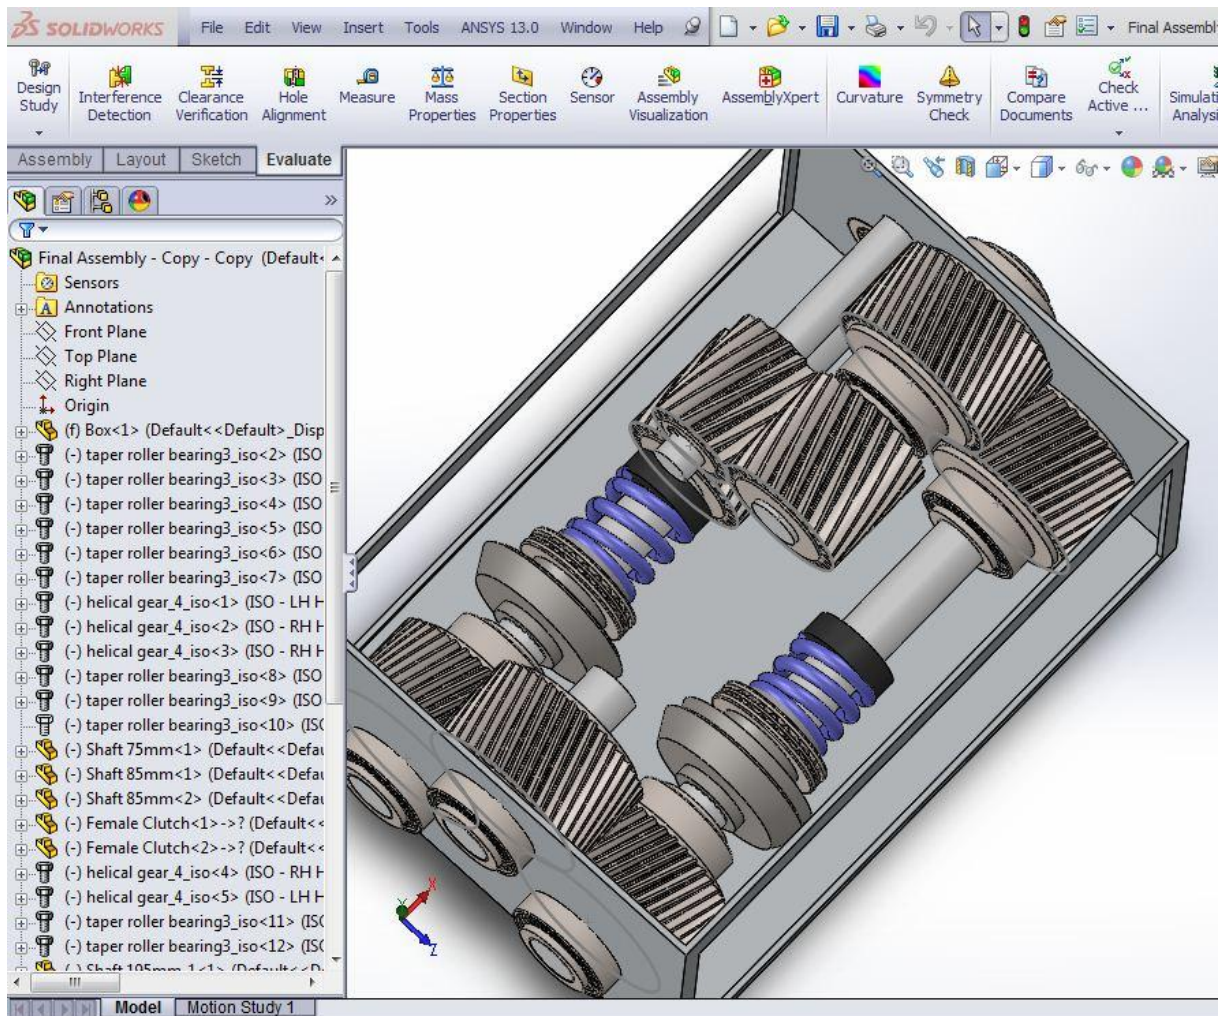 SOLIDWORKS File Edit View Insert Tools ANSYS 13.0 Window Help Final Assembl
Design Study
Interference Detection
Clearance Verification
Hole Alignment
Measure
Mass Properties
Section Properties
Sensor
Assembly Visualization
AssemblyXpert
Curvature
Symmetry Check
Compare Documents
Check Active ...
Simulati
Analysi
Assembly Layout Sketch Evaluate
Final Assembly - Copy - Copy (Default<
Sensors
Annotations
Front Plane
Top Plane
Right Plane
Origin
(f) Box<1> (Default<<Default>_Disp
(-) taper roller bearing3_iso<2> (ISO
(-) taper roller bearing3_iso<3> (ISO
(-) taper roller bearing3_iso<4> (ISO
(-) taper roller bearing3_iso<5> (ISO
(-) taper roller bearing3_iso<6> (ISO
(-) taper roller bearing3_iso<7> (ISO
(-) helical gear_4_iso<1> (ISO - LH H
(-) helical gear_4_iso<2> (ISO - RH H
(-) helical gear_4_iso<3> (ISO - RH H
(-) taper roller bearing3_iso<8> (ISO
(-) taper roller bearing3_iso<9> (ISO
(-) taper roller bearing3_iso<10> (ISO
(-) Shaft 75mm<1> (Default<<Defau
(-) Shaft 85mm<1> (Default<<Defau
(-) Shaft 85mm<2> (Default<<Defau
(-) Female Clutch<1>->? (Default<<
(-) Female Clutch<2>->? (Default<<
(-) helical gear_4_iso<4> (ISO - RH H
(-) helical gear_4_iso<5> (ISO - LH H
(-) taper roller bearing3_iso<11> (ISO
(-) taper roller bearing3_iso<12> (ISO
(-) Shaft 195mm
X
Y
Z
Model Motion Study 1